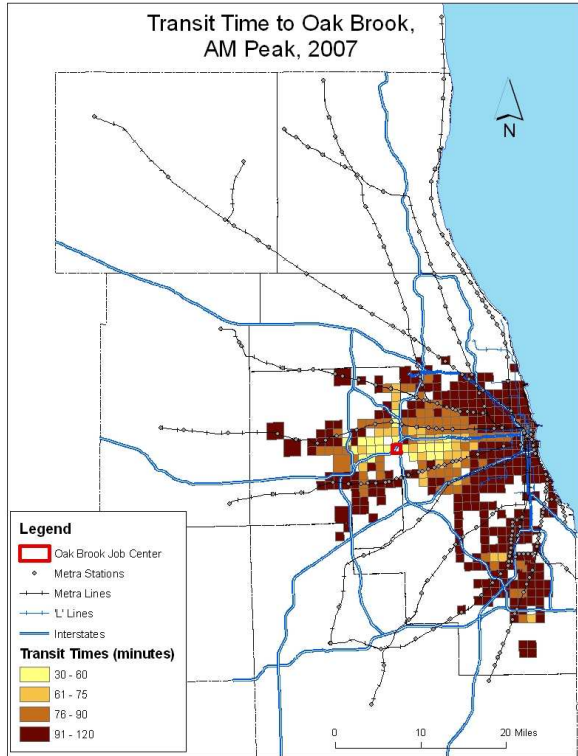 Transit Time to Oak Brook,
AM Peak, 2007
N
Legend
Oak Brook Job Center
Metra Stations
Metra Lines
'L' Lines
Interstates
Transit Times (minutes)
30 - 60
61 - 75
76 - 90
91 - 120
0 10 20 Miles